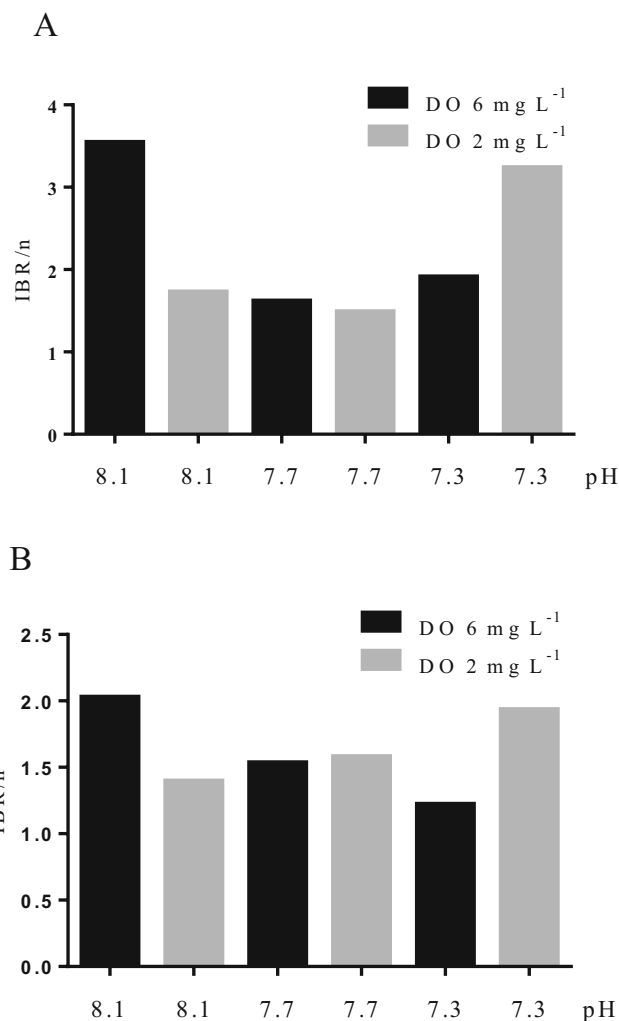 A
DO 6 mg L-1
DO 2 mg L-1
4
3
2
1
0
IBR/n
8.1 8.1 7.7 7.7 7.3 7.3 pH
B
DO 6 mg L-1
DO 2 mg L-1
2.5
2.0
1.5
1.0
0.5
0.0
IBR/n
8.1 8.1 7.7 7.7 7.3 7.3 pH